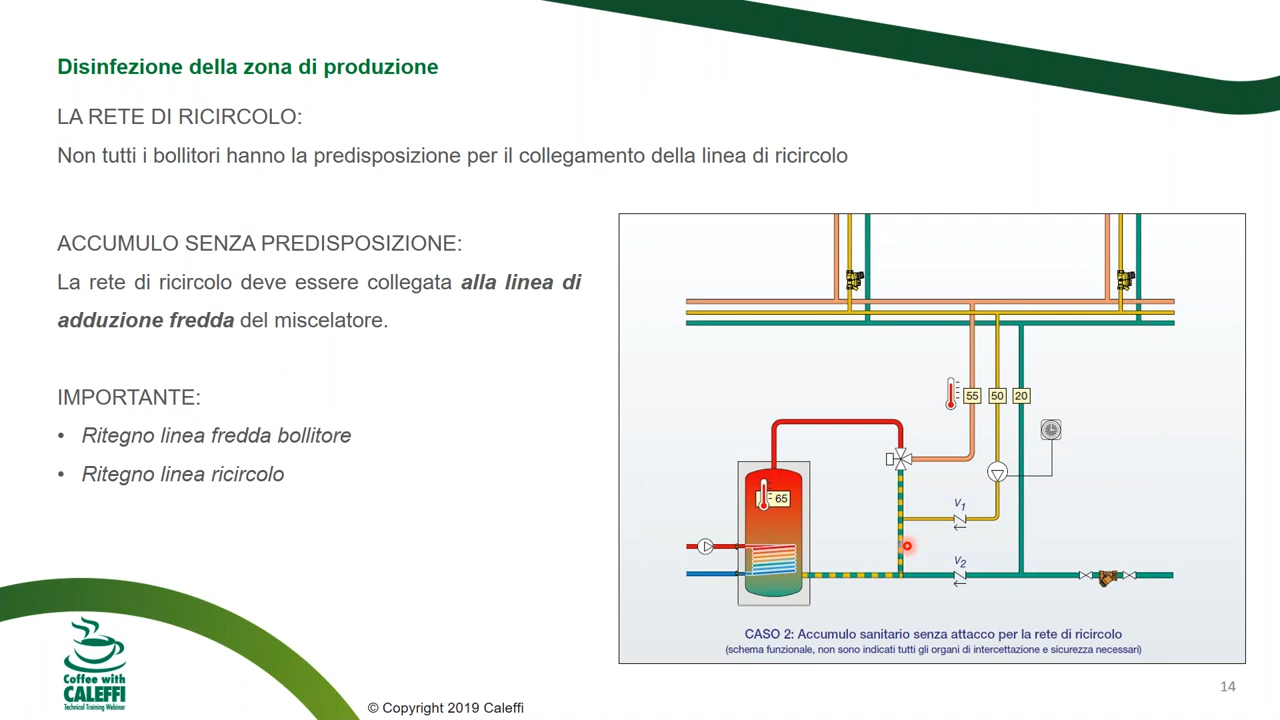 Disinfezione della zona di produzione
LA RETE DI RICIRCOLO:
Non tutti i bollitori hanno la predisposizione per il collegamento della linea di ricircolo
ACCUMULO SENZA PREDISPOSIZIONE:
La rete di ricircolo deve essere collegata alla linea di
adduzione fredda del miscelatore.
IMPORTANTE:
• Ritegno linea fredda bollitore
• Ritegno linea ricircolo
55 50 20
65
V1
V2
CASO 2: Accumulo sanitario senza attacco per la rete di ricircolo
(schema funzionale, non sono indicati tutti gli organi di intercettazione e sicurezza necessari)
Coffee with
CALEFFI
Technical Training Webinar
© Copyright 2019 Caleffi
14